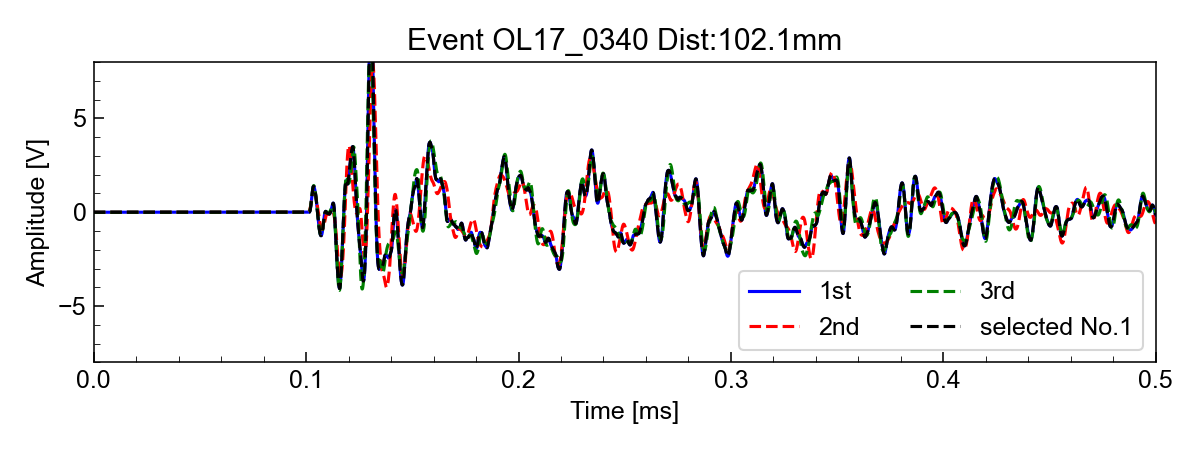 Event OL17_0340 Dist:102.1mm
Amplitude [V]
5
0
−5
1st
2nd
3rd
selected No.1
0.0 0.1 0.2 0.3 0.4 0.5
Time [ms]